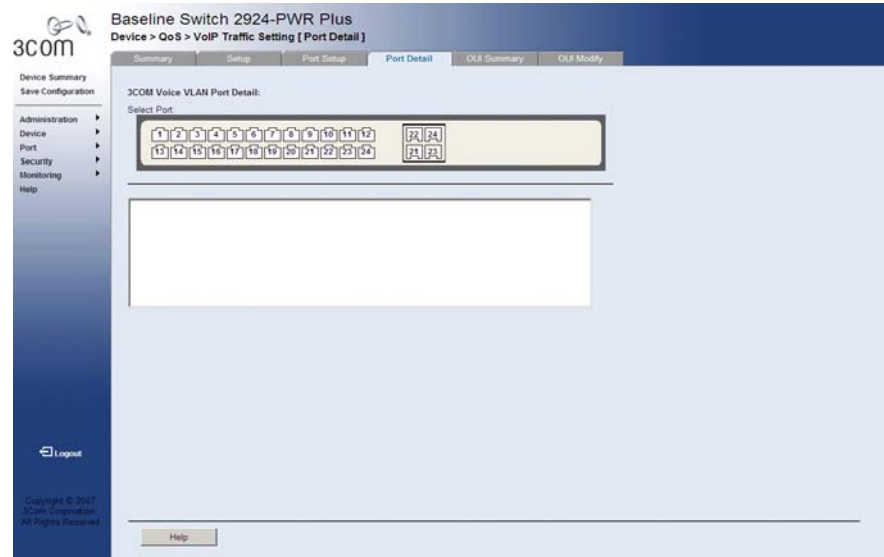 Baseline Switch 2924-PWR Plus
3COM
Device > QoS > VoIP Traffic Setting [ Port Detail ]
Summary Setup Port Setup Port Detail OUI Summary OUI Modify
Device Summary
Save Configuration
Administration
Device
Port
Security
Monitoring
Help
3COM Voice VLAN Port Detail:
Select Port
1 2 3 4 5 6 7 8 9 10 11 12 22 24
13 14 15 16 17 18 19 20 21 22 23 24 21 23
Logout
Copyright © 2007
3Com Corporation.
All Rights Reserved
Help